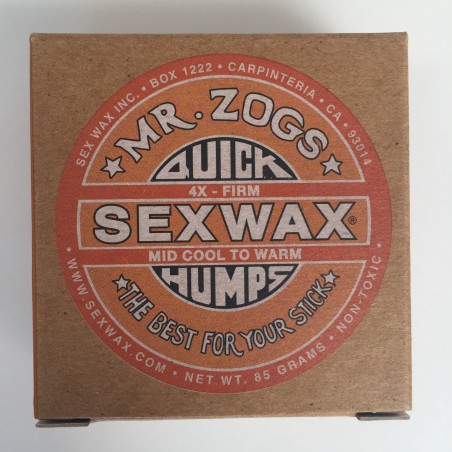 SEX WAX INC. • BOX 1222 • CARPINTERIA • CA • 93014
MR. ZOGS
QUICK
4X - FIRM
SEXWAX®
MID COOL TO WARM
HUMPS
THE BEST FOR YOUR STICK
• WWW.SEXWAX.COM • NET WT. 85 GRAMS • NON-TOXIC •